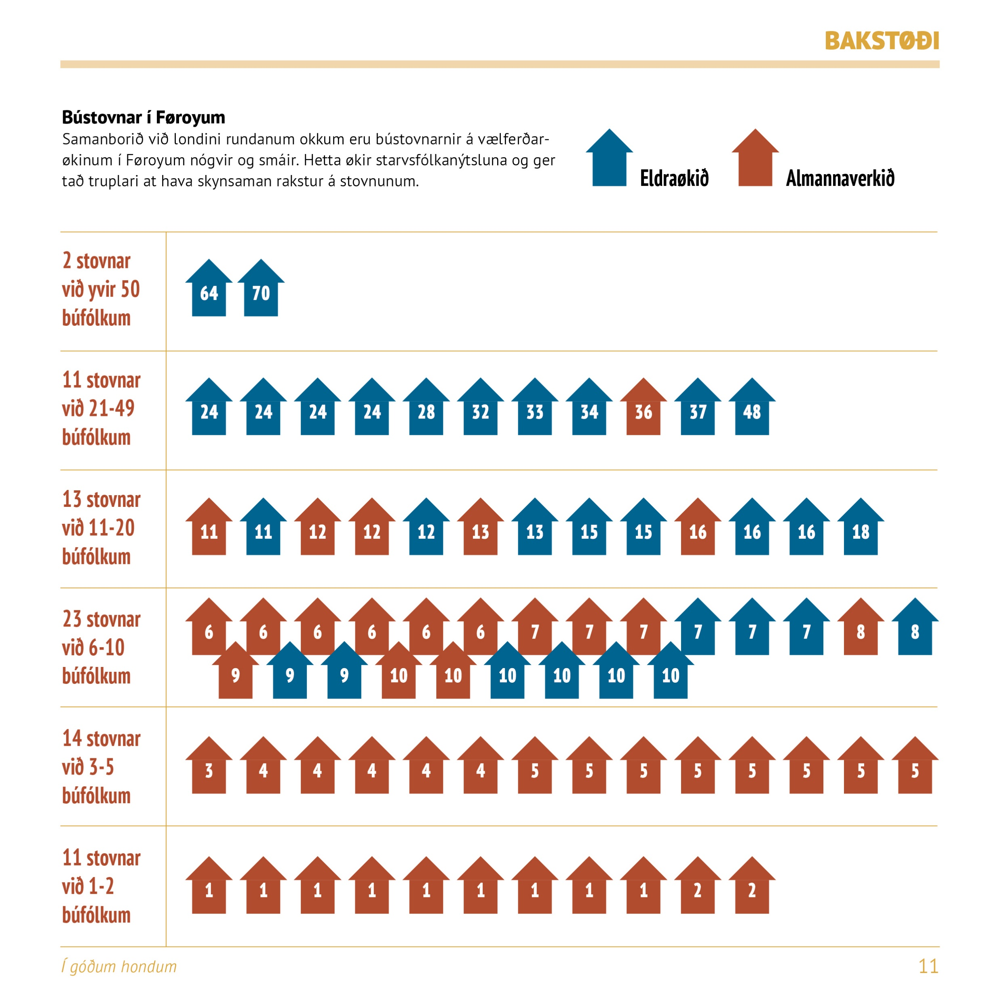 BAKSTØÐI
Bústovnar í Føroyum
Samanborið við londini rundanum okkum eru bústovnarnir á vælferðar-
økinum í Føroyum nógvir og smáir. Hetta økir starvsfólkanýtsluna og ger
tað truplari at hava skynsaman rakstur á stovnunum.
Eldraøkið Almannaverkið
2 stovnar
við yvir 50
búfólkum
64 70
11 stovnar
við 21-49
búfólkum
24 24 24 24 28 32 33 34 36 37 48
13 stovnar
við 11-20
búfólkum
11 11 12 12 12 13 13 15 15 16 16 16 18
23 stovnar
við 6-10
búfólkum
6 6 6 6 6 6 7 7 7 7 7 7 8 8
9 9 9 10 10 10 10 10 10
14 stovnar
við 3-5
búfólkum
3 4 4 4 4 4 5 5 5 5 5 5 5 5
11 stovnar
við 1-2
búfólkum
1 1 1 1 1 1 1 1 1 2 2
Í góðum hondum
11